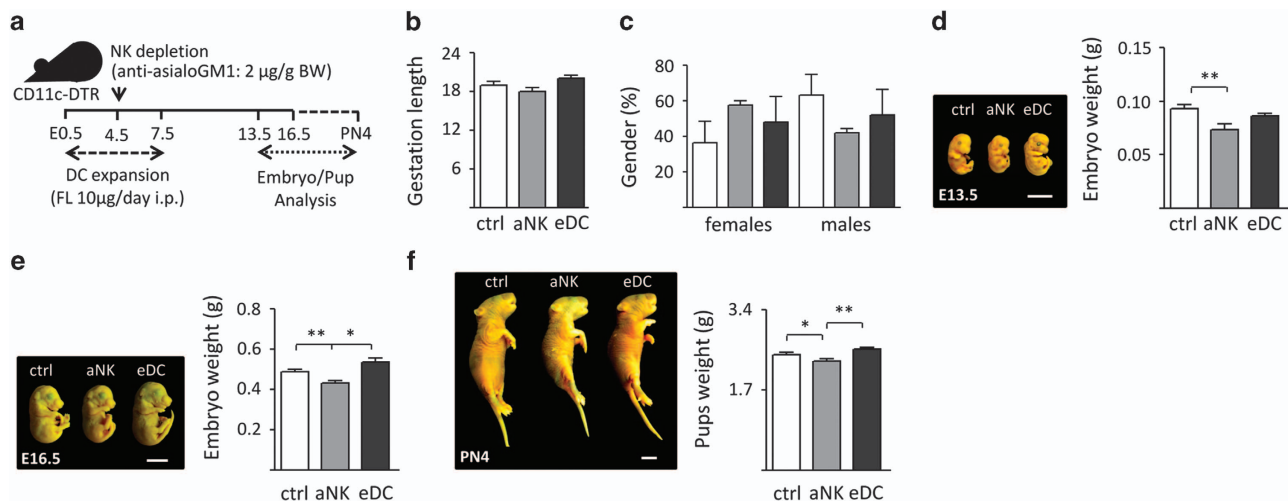 a
NK depletion
(anti-asialoGM1: 2 µg/g BW)
CD11c-DTR
E0.5 4.5 7.5 13.5 16.5 PN4
DC expansion
(FL 10µg/day i.p.)
Embryo/Pup
Analysis
b
Gestation length
24
18
12
6
ctrl aNK eDC
c
Gender (%)
80
60
40
20
females males
d
ctrl aNK eDC
E13.5
Embryo weight (g)
0.15
0.10
0.05
**
ctrl aNK eDC
e
ctrl aNK eDC
E16.5
Embryo weight (g)
0.8
0.6
0.4
0.2
** *
ctrl aNK eDC
f
ctrl aNK eDC
PN4
Pups weight (g)
3.4
1.7
* **
ctrl aNK eDC